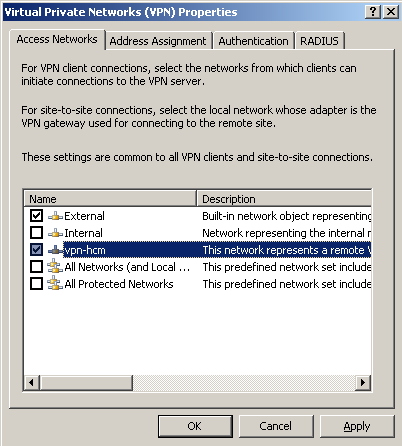 Virtual Private Networks (VPN) Properties
Access Networks Address Assignment Authentication RADIUS
For VPN client connections, select the networks from which clients can
initiate connections to the VPN server.
For site-to-site connections, select the local network whose adapter is the
VPN gateway used for connecting to the remote site.
These settings are common to all VPN clients and site-to-site connections.
Name Description
External Built-in network object representing
Internal Network representing the internal
vpn-hcm This network represents a remote
All Networks (and Local ... This predefined network set include
All Protected Networks This predefined network set include
OK Cancel Apply